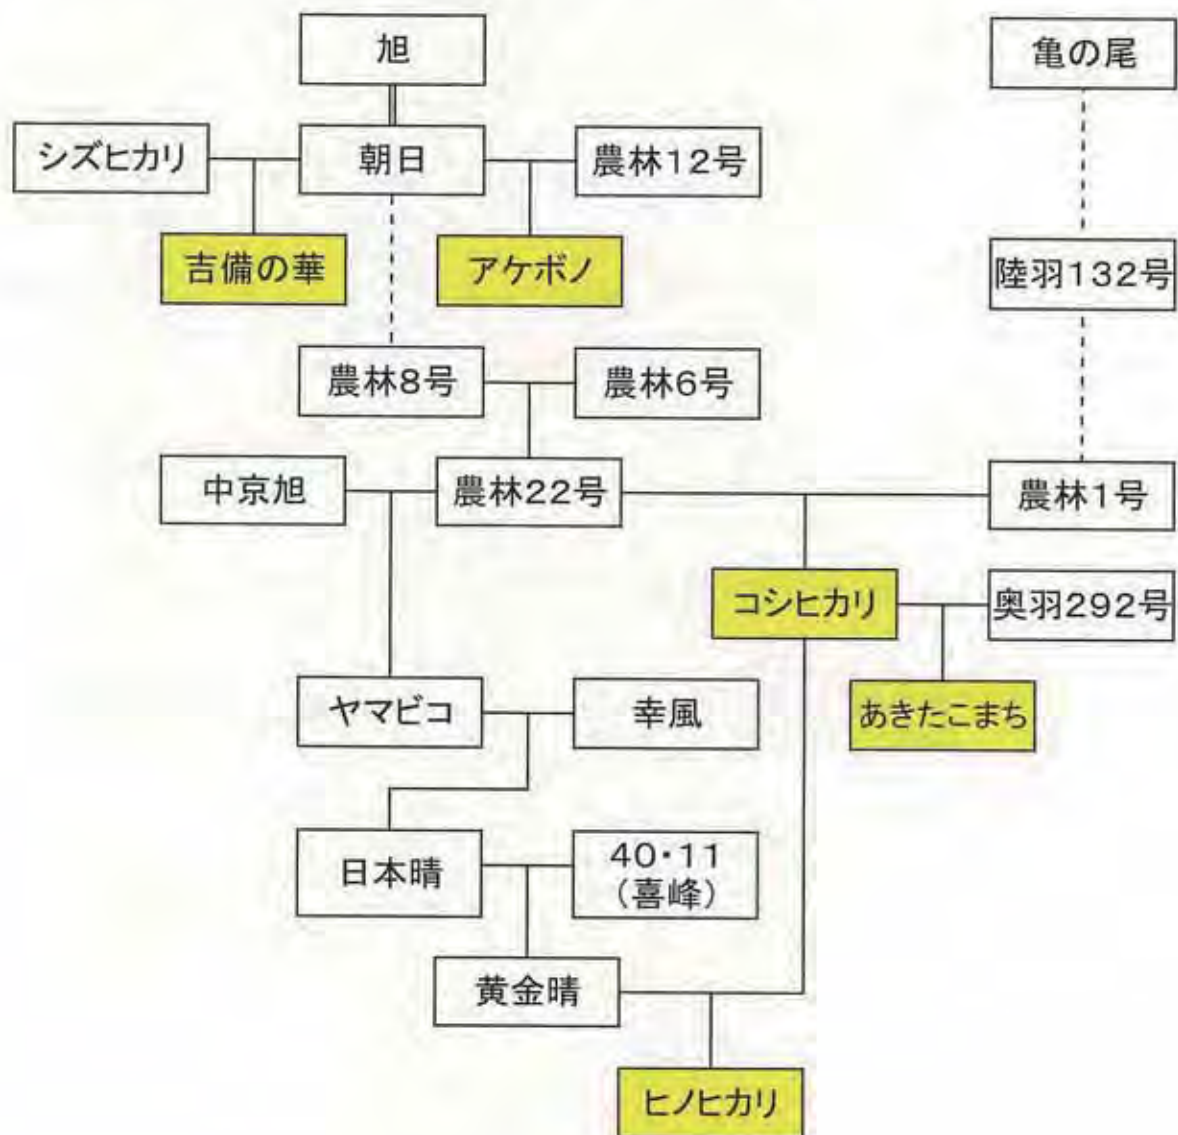 旭
亀の尾
シズヒカリ
朝日
農林12号
吉備の華
アケボノ
陸羽132号
農林8号
農林6号
中京旭
農林22号
農林1号
コシヒカリ
奥羽292号
ヤマビコ
幸風
あきたこまち
日本晴
40・11
（喜峰）
黄金晴
ヒノヒカリ